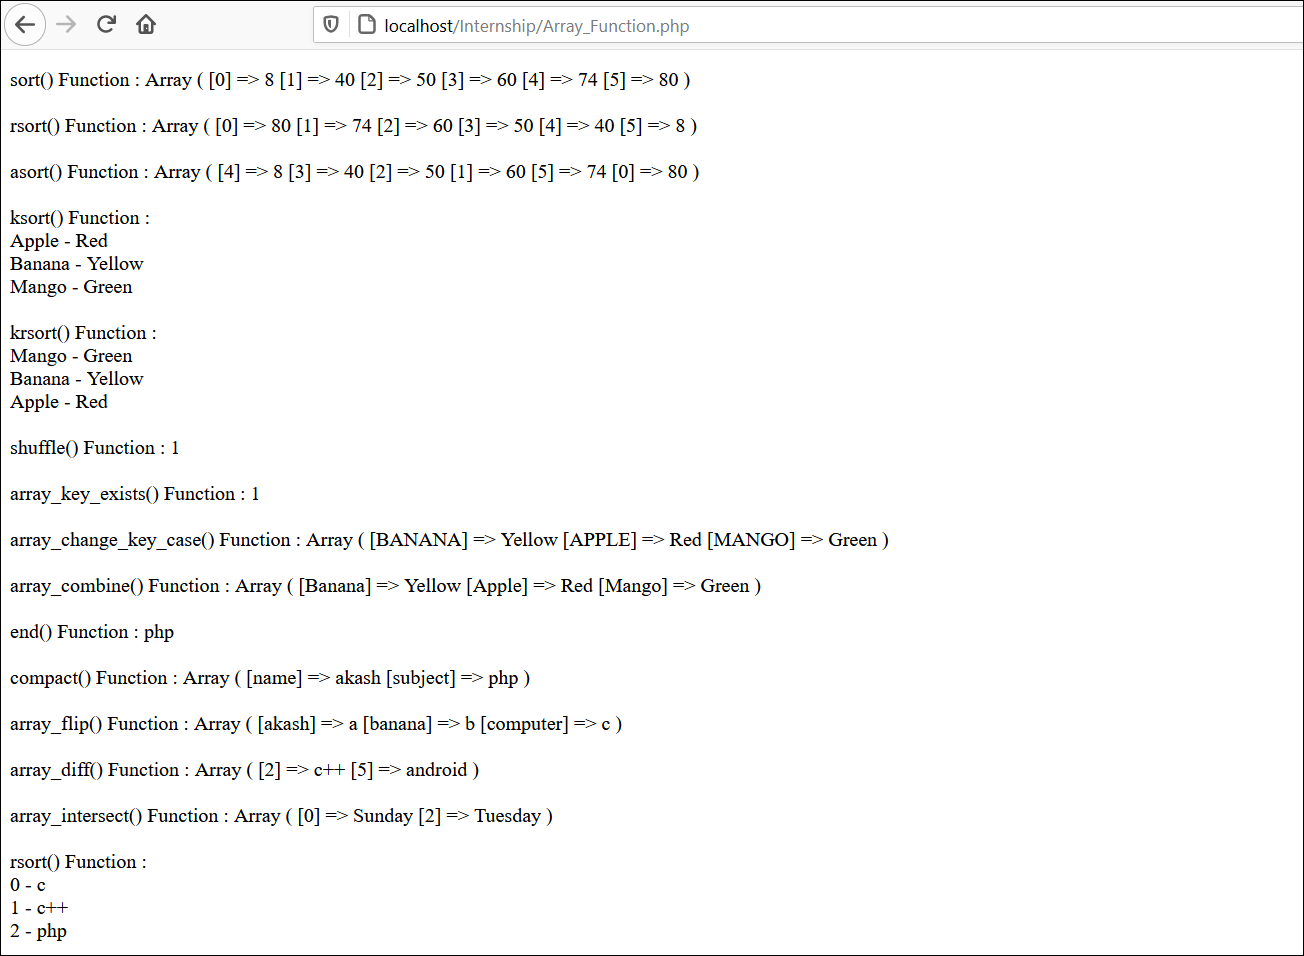 localhost/Internship/Array_Function.php
sort() Function : Array ( [0] => 8 [1] => 40 [2] => 50 [3] => 60 [4] => 74 [5] => 80 )
rsort() Function : Array ( [0] => 80 [1] => 74 [2] => 60 [3] => 50 [4] => 40 [5] => 8 )
asort() Function : Array ( [4] => 8 [3] => 40 [2] => 50 [1] => 60 [5] => 74 [0] => 80 )
ksort() Function :
Apple - Red
Banana - Yellow
Mango - Green
krsort() Function :
Mango - Green
Banana - Yellow
Apple - Red
shuffle() Function : 1
array_key_exists() Function : 1
array_change_key_case() Function : Array ( [BANANA] => Yellow [APPLE] => Red [MANGO] => Green )
array_combine() Function : Array ( [Banana] => Yellow [Apple] => Red [Mango] => Green )
end() Function : php
compact() Function : Array ( [name] => akash [subject] => php )
array_flip() Function : Array ( [akash] => a [banana] => b [computer] => c )
array_diff() Function : Array ( [2] => c++ [5] => android )
array_intersect() Function : Array ( [0] => Sunday [2] => Tuesday )
rsort() Function :
0 - c
1 - c++
2 - php